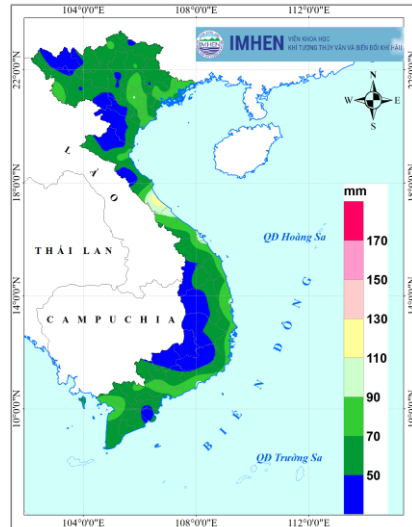 104°0'0"E 108°0'0"E 112°0'0"E
IMHEN
VIỆN KHOA HỌC
KHÍ TƯỢNG THỦY VĂN VÀ BIẾN ĐỔI KHÍ HẬU
22°0'0"N
N
W E
S
LÀO
18°0'0"N
mm
QĐ Hoàng Sa
THÁI LAN
170
150
14°0'0"N
CAMPUCHIA
130
BIỂN ĐÔNG
110
90
10°0'0"N
70
QĐ Trường Sa
50
104°0'0"E 108°0'0"E 112°0'0"E